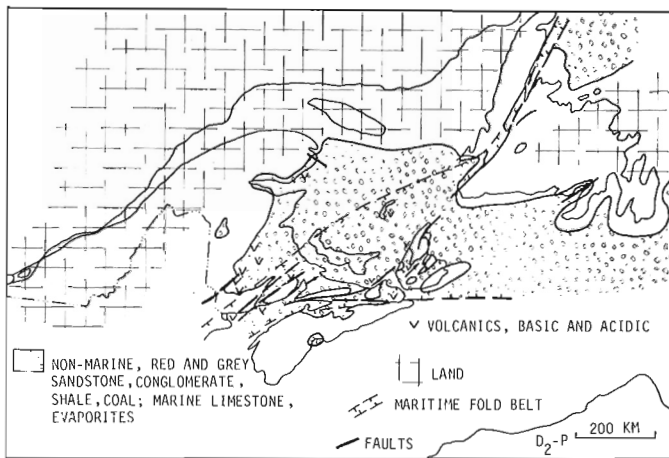 ∨ VOLCANICS, BASIC AND ACIDIC
NON-MARINE, RED AND GREY
SANDSTONE, CONGLOMERATE,
SHALE, COAL; MARINE LIMESTONE,
EVAPORITES
LAND
MARITIME FOLD BELT
FAULTS
D₂-P
200 KM